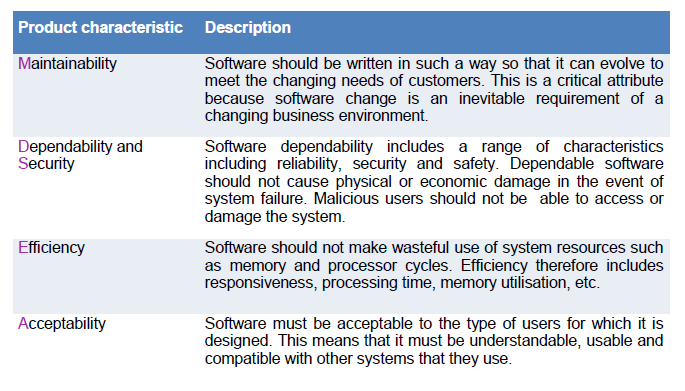 Product characteristic Description
Maintainability Software should be written in such a way so that it can evolve to
meet the changing needs of customers. This is a critical attribute
because software change is an inevitable requirement of a
changing business environment.
Dependability and Software dependability includes a range of characteristics
Security including reliability, security and safety. Dependable software
should not cause physical or economic damage in the event of
system failure. Malicious users should not be able to access or
damage the system.
Efficiency Software should not make wasteful use of system resources such
as memory and processor cycles. Efficiency therefore includes
responsiveness, processing time, memory utilisation, etc.
Acceptability Software must be acceptable to the type of users for which it is
designed. This means that it must be understandable, usable and
compatible with other systems that they use.